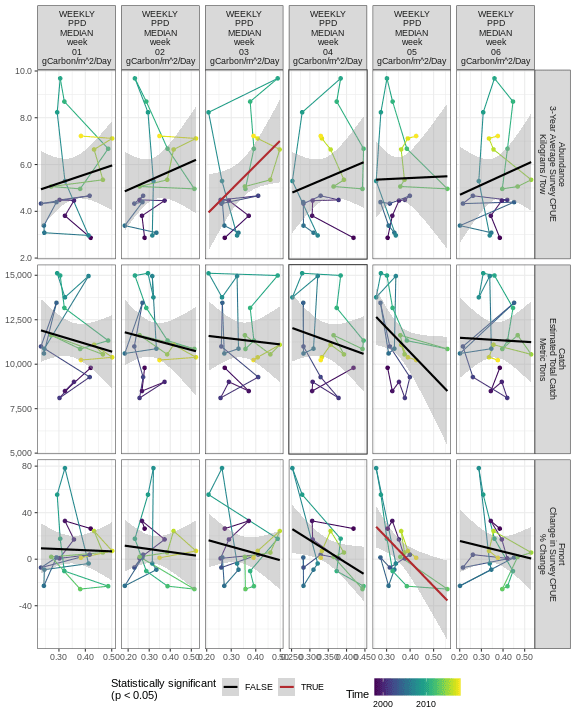 WEEKLY WEEKLY WEEKLY WEEKLY WEEKLY WEEKLY
PPD PPD PPD PPD PPD PPD
MEDIAN MEDIAN MEDIAN MEDIAN MEDIAN MEDIAN
week week week week week week
01 02 03 04 05 06
gCarbon/m^2/Day gCarbon/m^2/Day gCarbon/m^2/Day gCarbon/m^2/Day gCarbon/m^2/Day gCarbon/m^2/Day
10.0
8.0
6.0
4.0
2.0
Abundance
3-Year Average Survey CPUE
Kilograms / Tow
15,000
12,500
10,000
7,500
5,000
Catch
Estimated Total Catch
Metric Tons
80
40
0
-40
Fmort
Change in Survey CPUE
% Change
0.30 0.40 0.50 0.20 0.30 0.40 0.50 0.20 0.30 0.40 0.50 0.250 0.300 0.350 0.400 0.450 0.30 0.40 0.50 0.30 0.40 0.50
Statistically significant
(p < 0.05)
FALSE
TRUE
Time
2000 2010